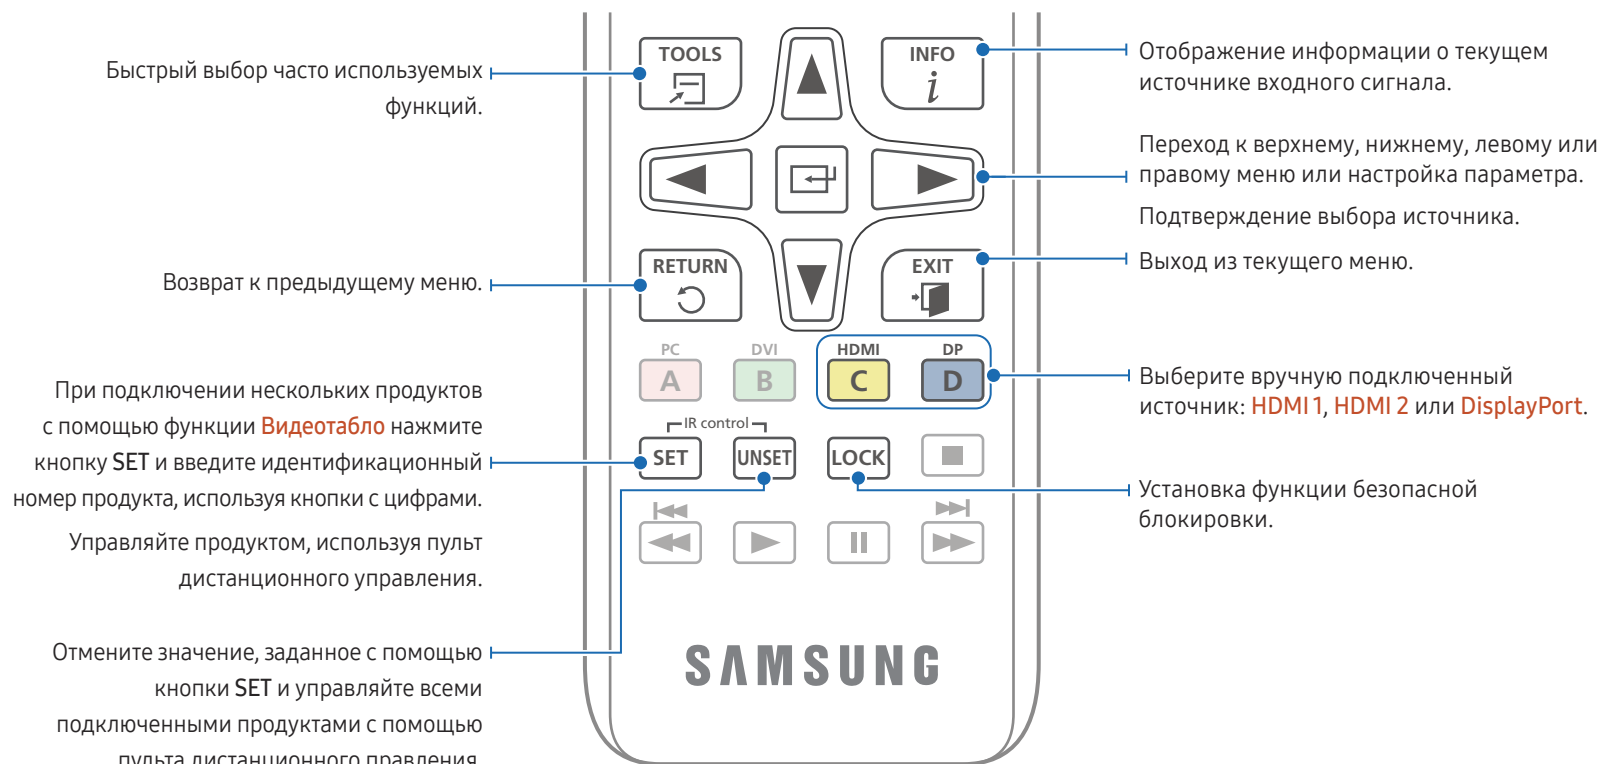 Быстрый выбор часто используемых
функций.
Возврат к предыдущему меню.
При подключении нескольких продуктов
с помощью функции Видеотабло нажмите
кнопку SET и введите идентификационный
номер продукта, используя кнопки с цифрами.
Управляйте продуктом, используя пульт
дистанционного управления.
Отмените значение, заданное с помощью
кнопки SET и управляйте всеми
подключенными продуктами с помощью
пульта дистанционного правления.
TOOLS
INFO
i
RETURN
EXIT
PC
DVI
HDMI
DP
A
B
C
D
IR control
SET
UNSET
LOCK
SAMSUNG
Отображение информации о текущем
источнике входного сигнала.
Переход к верхнему, нижнему, левому или
правому меню или настройка параметра.
Подтверждение выбора источника.
Выход из текущего меню.
Выберите вручную подключенный
источник: HDMI 1, HDMI 2 или DisplayPort.
Установка функции безопасной
блокировки.